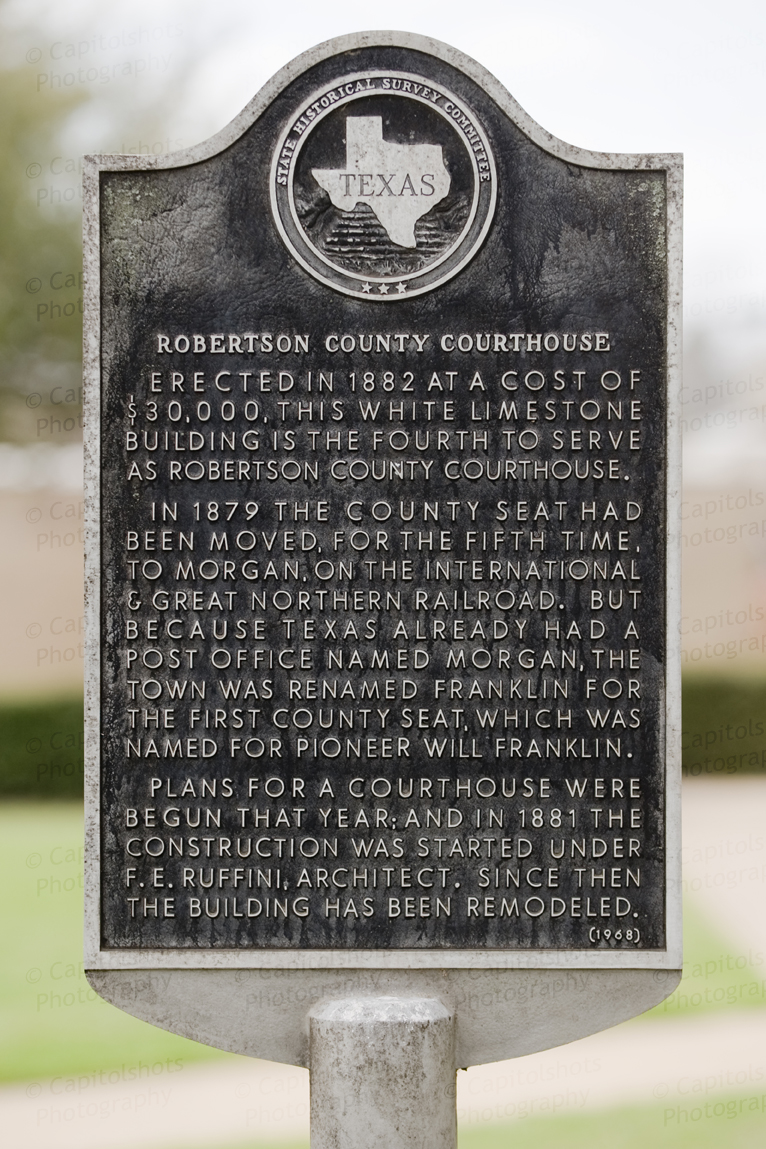 STATE HISTORICAL SURVEY COMMITTEE
TEXAS
ROBERTSON COUNTY COURTHOUSE
ERECTED IN 1882 AT A COST OF
$30,000, THIS WHITE LIMESTONE
BUILDING IS THE FOURTH TO SERVE
AS ROBERTSON COUNTY COURTHOUSE.
IN 1879 THE COUNTY SEAT HAD
BEEN MOVED, FOR THE FIFTH TIME,
TO MORGAN, ON THE INTERNATIONAL
& GREAT NORTHERN RAILROAD. BUT
BECAUSE TEXAS ALREADY HAD A
POST OFFICE NAMED MORGAN, THE
TOWN WAS RENAMED FRANKLIN FOR
THE FIRST COUNTY SEAT, WHICH WAS
NAMED FOR PIONEER WILL FRANKLIN.
PLANS FOR A COURTHOUSE WERE
BEGUN THAT YEAR; AND IN 1881 THE
CONSTRUCTION WAS STARTED UNDER
F. E. RUFFINI, ARCHITECT. SINCE THEN
THE BUILDING HAS BEEN REMODELED.
(1968)
© Capitolshots
Photography